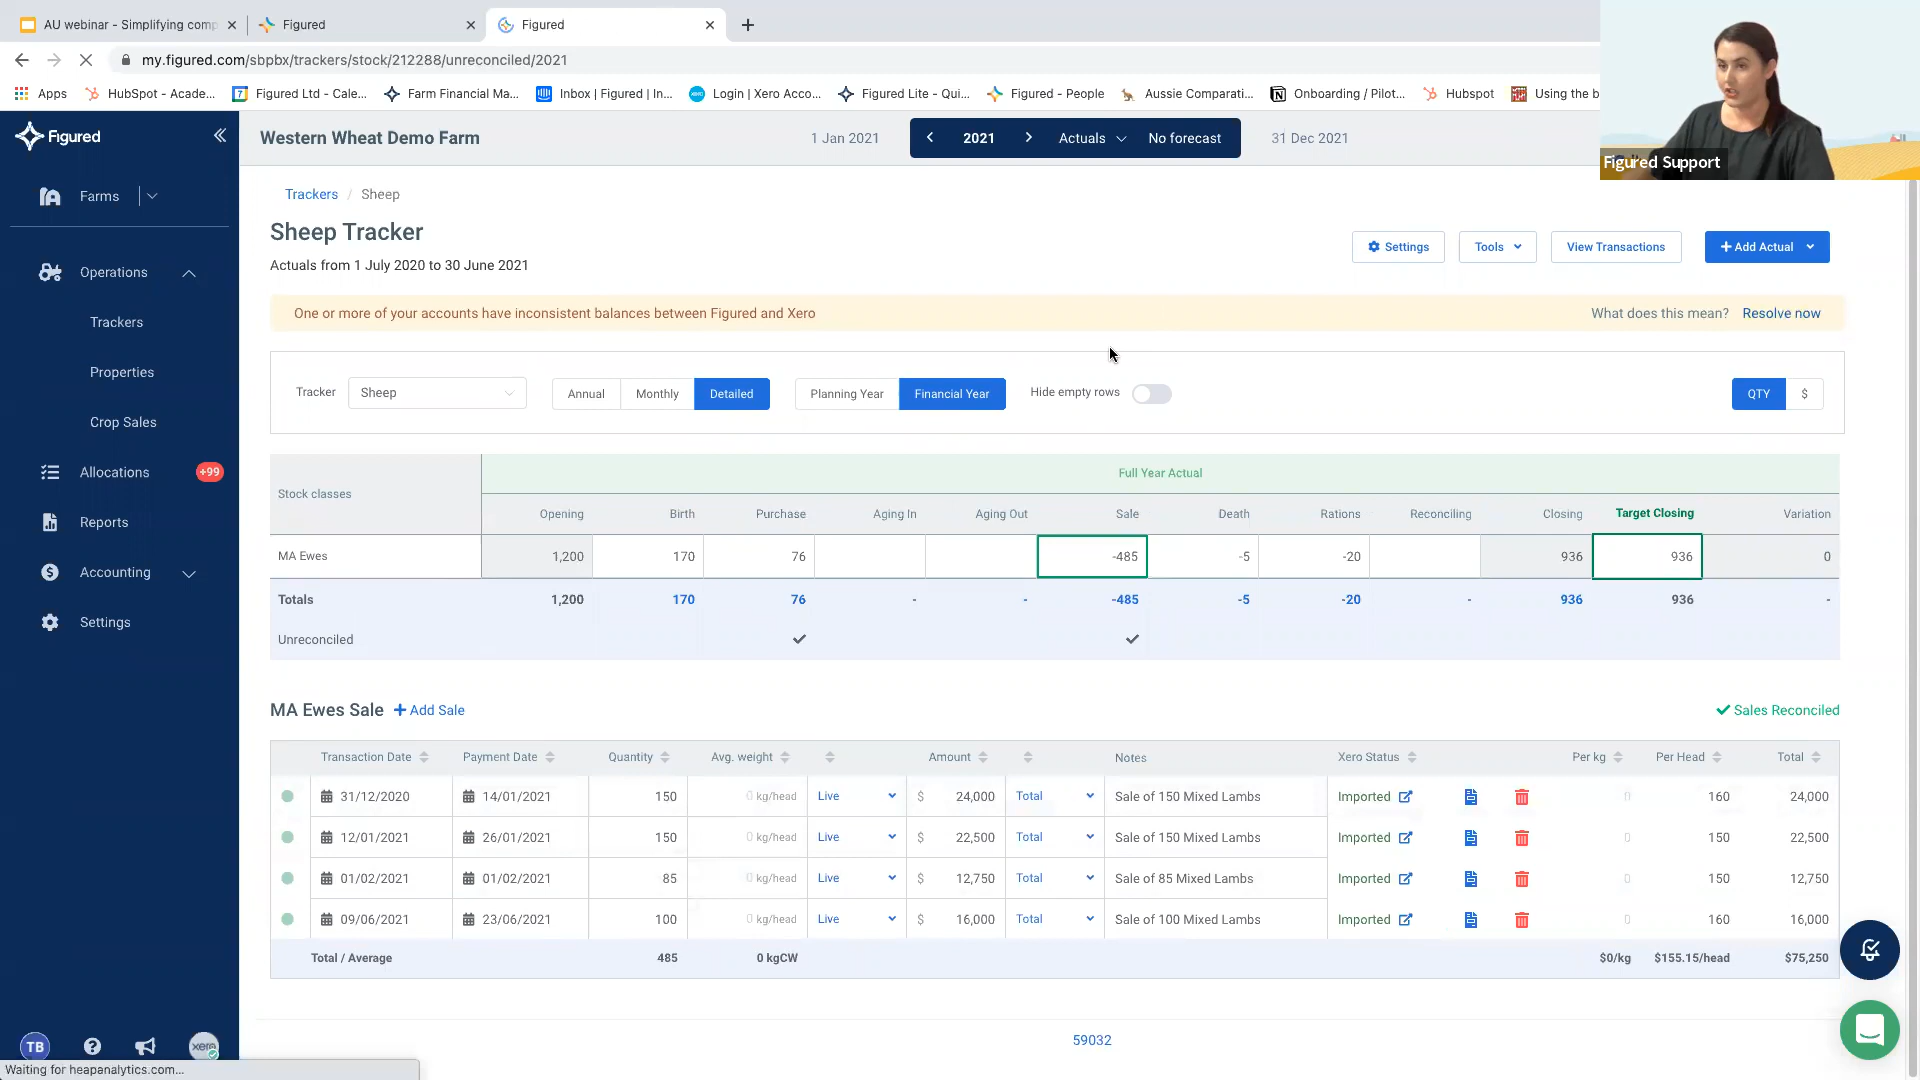 AU webinar - Simplifying comp
Figured
Figured
my.figured.com/sbpbx/trackers/stock/212288/unreconciled/2021
Apps
HubSpot - Acade...
Figured Ltd - Cale...
Farm Financial Ma...
Inbox | Figured | In...
Login | Xero Acco...
Figured Lite - Qui...
Figured - People
Aussie Comparati...
Onboarding / Pilot...
Hubspot
Using the b
Figured Support
Figured
Western Wheat Demo Farm
1 Jan 2021
2021
Actuals
No forecast
31 Dec 2021
Farms
Operations
Trackers
Properties
Crop Sales
Allocations +99
Reports
Accounting
Settings
Trackers / Sheep
Sheep Tracker
Actuals from 1 July 2020 to 30 June 2021
Settings
Tools
View Transactions
+ Add Actual
One or more of your accounts have inconsistent balances between Figured and Xero
What does this mean? Resolve now
Tracker Sheep
Annual Monthly Detailed
Planning Year Financial Year
Hide empty rows
QTY $
Stock classes
Full Year Actual
Opening Birth Purchase Aging In Aging Out Sale Death Rations Reconciling Closing Target Closing Variation
MA Ewes 1,200 170 76 -485 -5 -20 936 936 0
Totals 1,200 170 76 - - -485 -5 -20 - 936 936 -
Unreconciled
MA Ewes Sale + Add Sale
Sales Reconciled
Transaction Date Payment Date Quantity Avg. weight Amount Notes Xero Status Per kg Per Head Total
31/12/2020 14/01/2021 150 0 kg/head Live $ 24,000 Total Sale of 150 Mixed Lambs Imported 0 160 24,000
12/01/2021 26/01/2021 150 0 kg/head Live $ 22,500 Total Sale of 150 Mixed Lambs Imported 0 150 22,500
01/02/2021 01/02/2021 85 0 kg/head Live $ 12,750 Total Sale of 85 Mixed Lambs Imported 0 150 12,750
09/06/2021 23/06/2021 100 0 kg/head Live $ 16,000 Total Sale of 100 Mixed Lambs Imported 0 160 16,000
Total / Average 485 0 kgCW $0/kg $155.15/head $75,250
59032
TB
xero
Waiting for heapanalytics.com...